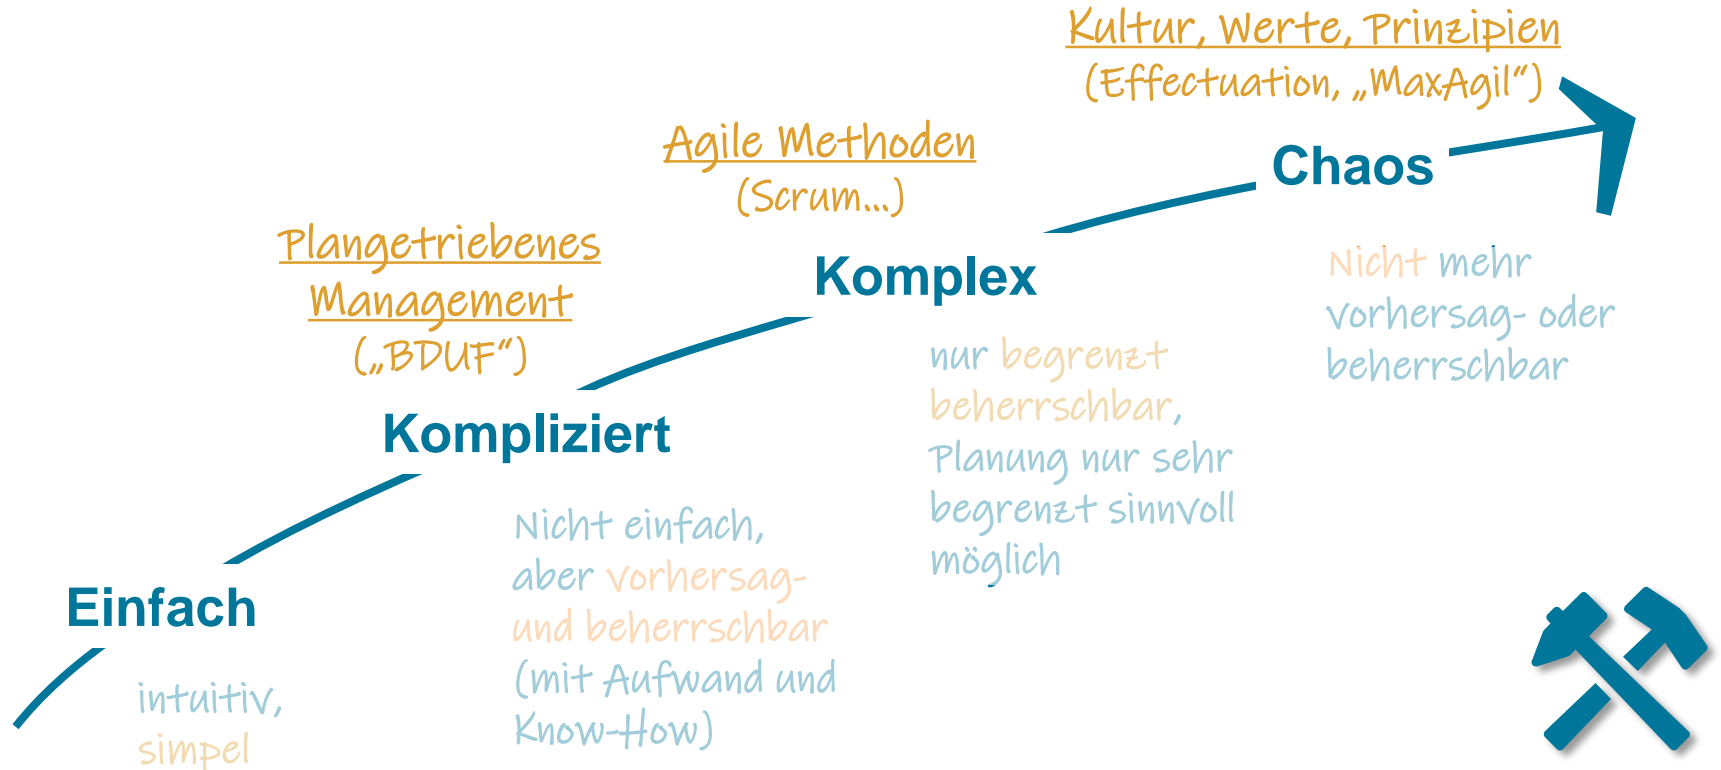 Kultur, Werte, Prinzipien
(Effectuation, „MaxAgil“)
Chaos
Nicht mehr
vorhersag- oder
beherrschbar
Agile Methoden
(Scrum...)
Komplex
nur begrenzt
beherrschbar,
Planung nur sehr
begrenzt sinnvoll
möglich
Plangetriebenes
Management
(„BDUF“)
Kompliziert
Nicht einfach,
aber vorhersag-
und beherrschbar
(mit Aufwand und
Know-How)
Einfach
intuitiv,
simpel